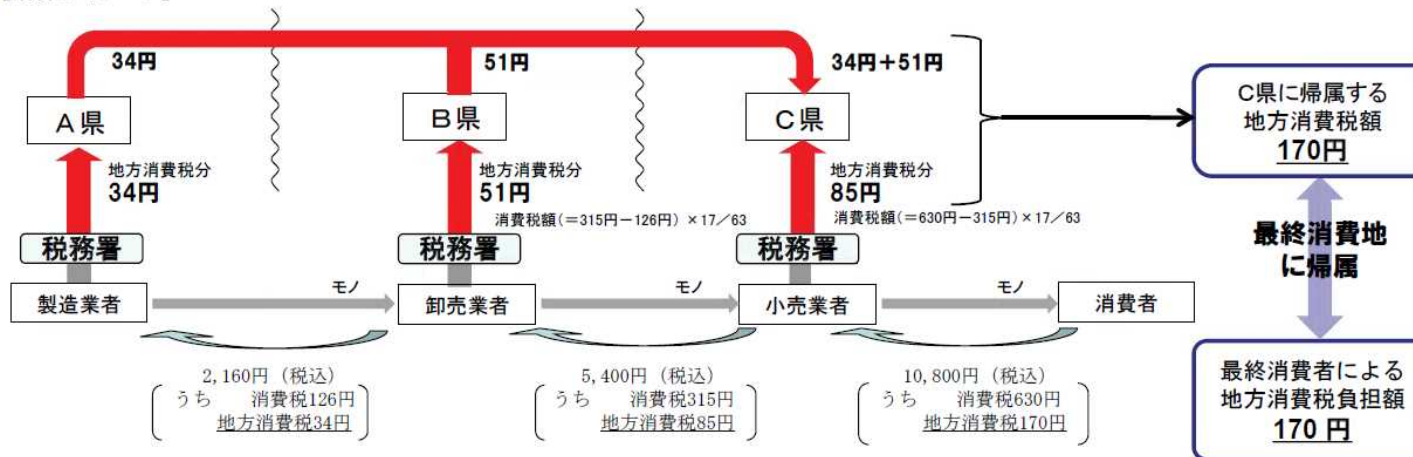 34円
51円
34円＋51円
A県
B県
C県
地方消費税分
34円
地方消費税分
51円
消費税額(＝315円－126円) ×17／63
地方消費税分
85円
消費税額(＝630円－315円) ×17／63
税務署
税務署
税務署
製造業者
モノ
卸売業者
モノ
小売業者
モノ
消費者
2,160円 (税込)
うち 消費税126円
地方消費税34円
5,400円 (税込)
うち 消費税315円
地方消費税85円
10,800円 (税込)
うち 消費税630円
地方消費税170円
C県に帰属する
地方消費税額
170円
最終消費地
に帰属
最終消費者による
地方消費税負担額
170 円